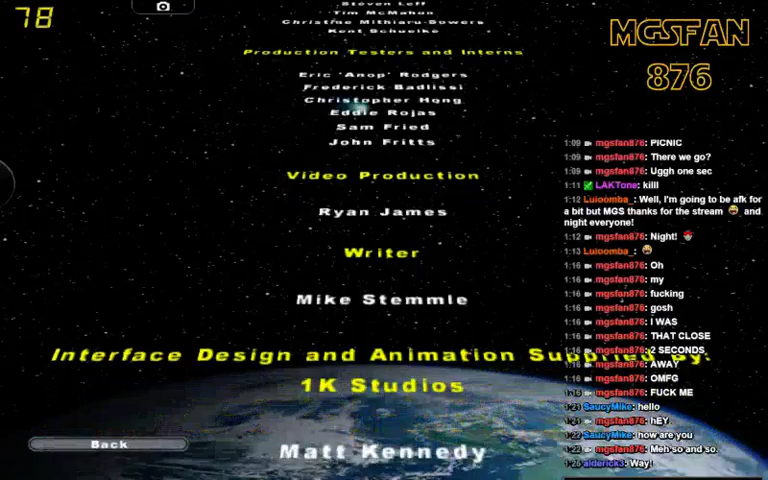 78
MGSFAN
876
Steven Leff
Tim McMahon
Christine Mithiaru-Bowers
Kent Schuelke
Production Testers and Interns
Eric 'Anop' Rodgers
Frederick Badlissi
Christopher Hong
Eddie Rojas
Sam Fried
John Fritts
Video Production
Ryan James
Writer
Mike Stemmle
Interface Design and Animation Supplied By:
1K Studios
Matt Kennedy
Back
1:09 mgsfan876: PICNIC
1:09 mgsfan876: There we go?
1:09 mgsfan876: Uggh one sec
1:11 LAKTone: killl
1:12 Luloomba_: Well, I'm going to be afk for
a bit but MGS thanks for the stream and
night everyone!
1:12 mgsfan876: Night!
1:13 Luloomba_:
1:16 mgsfan876: Oh
1:16 mgsfan876: my
1:16 mgsfan876: fucking
1:16 mgsfan876: gosh
1:16 mgsfan876: I WAS
1:16 mgsfan876: THAT CLOSE
1:16 mgsfan876: 2 SECONDS
1:16 mgsfan876: AWAY
1:16 mgsfan876: OMFG
1:16 mgsfan876: FUCK ME
1:21 SaucyMike: hello
1:21 mgsfan876: hEY
1:22 SaucyMike: how are you
1:22 mgsfan876: Meh so and so.
1:25 alderick3: Way!